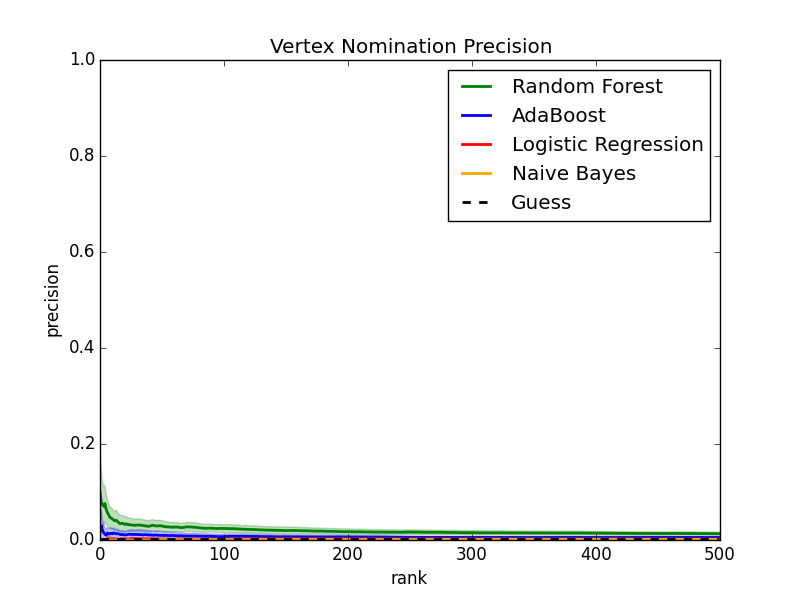 Vertex Nomination Precision
1.0
0.8
0.6
0.4
0.2
0.0
precision
Random Forest
AdaBoost
Logistic Regression
Naive Bayes
Guess
0 100 200 300 400 500
rank